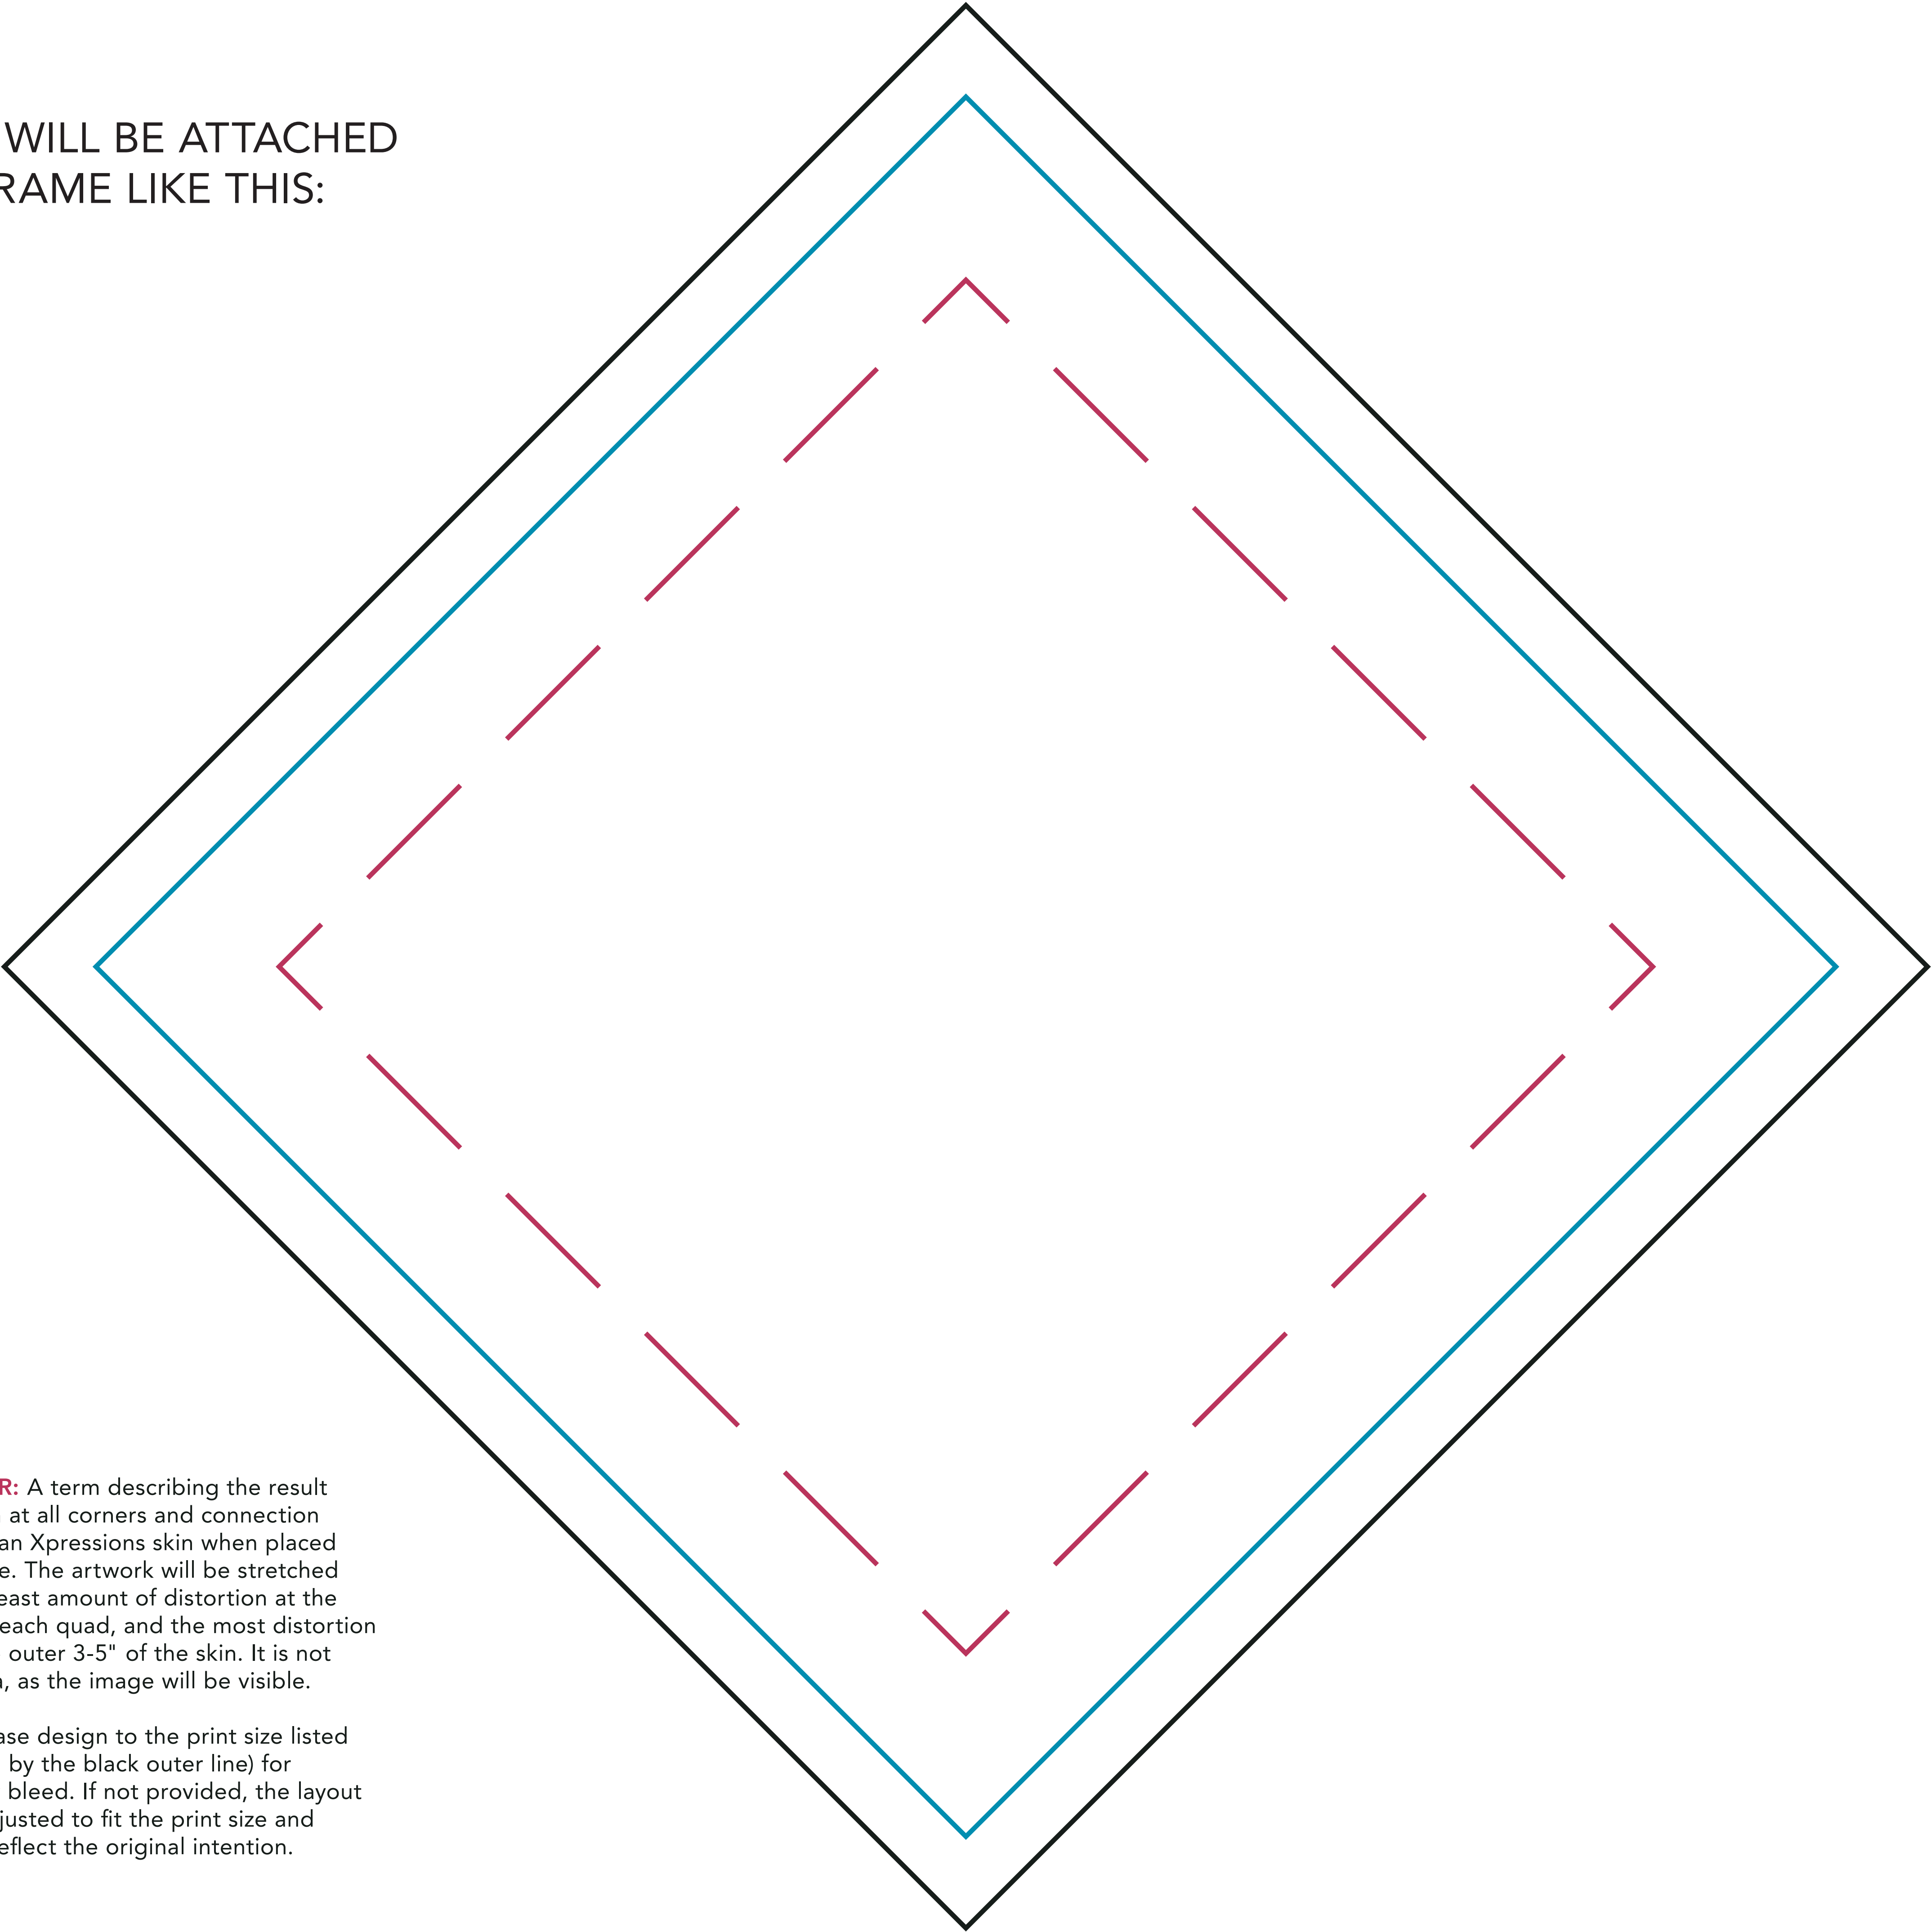 WILL BE ATTACHED
RAME LIKE THIS:
R: A term describing the result
at all corners and connection
an Xpressions skin when placed
e. The artwork will be stretched
east amount of distortion at the
each quad, and the most distortion
outer 3-5" of the skin. It is not
, as the image will be visible.
ase design to the print size listed
by the black outer line) for
bleed. If not provided, the layout
justed to fit the print size and
eflect the original intention.